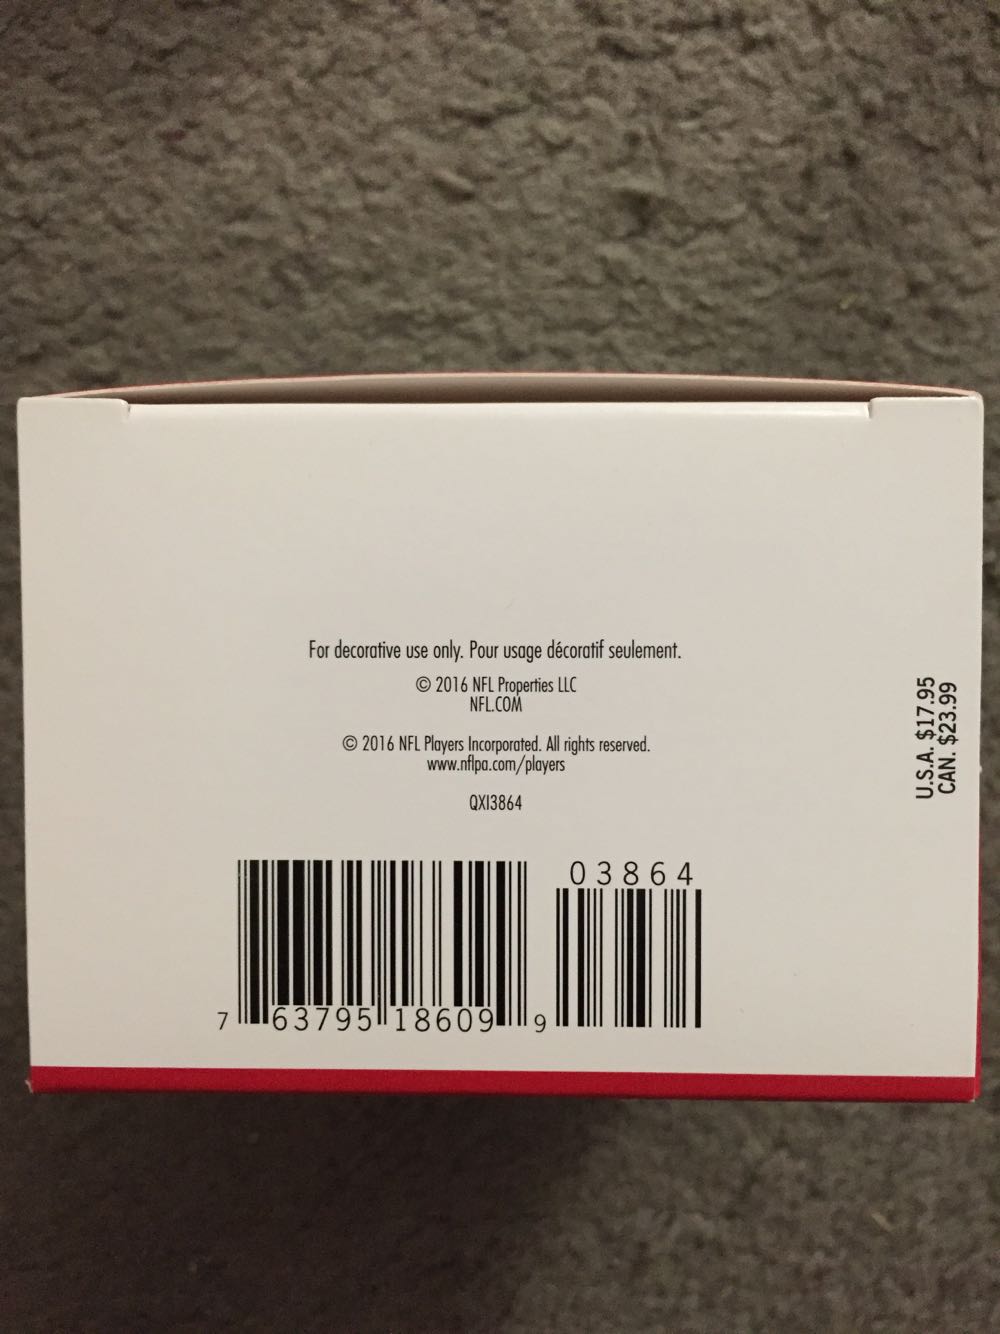 For decorative use only. Pour usage décoratif seulement.
© 2016 NFL Properties LLC
NFL.COM
© 2016 NFL Players Incorporated. All rights reserved.
www.nflpa.com/players
QXI3864
U.S.A. $17.95
CAN. $23.99
03864
7 63795 18609 9